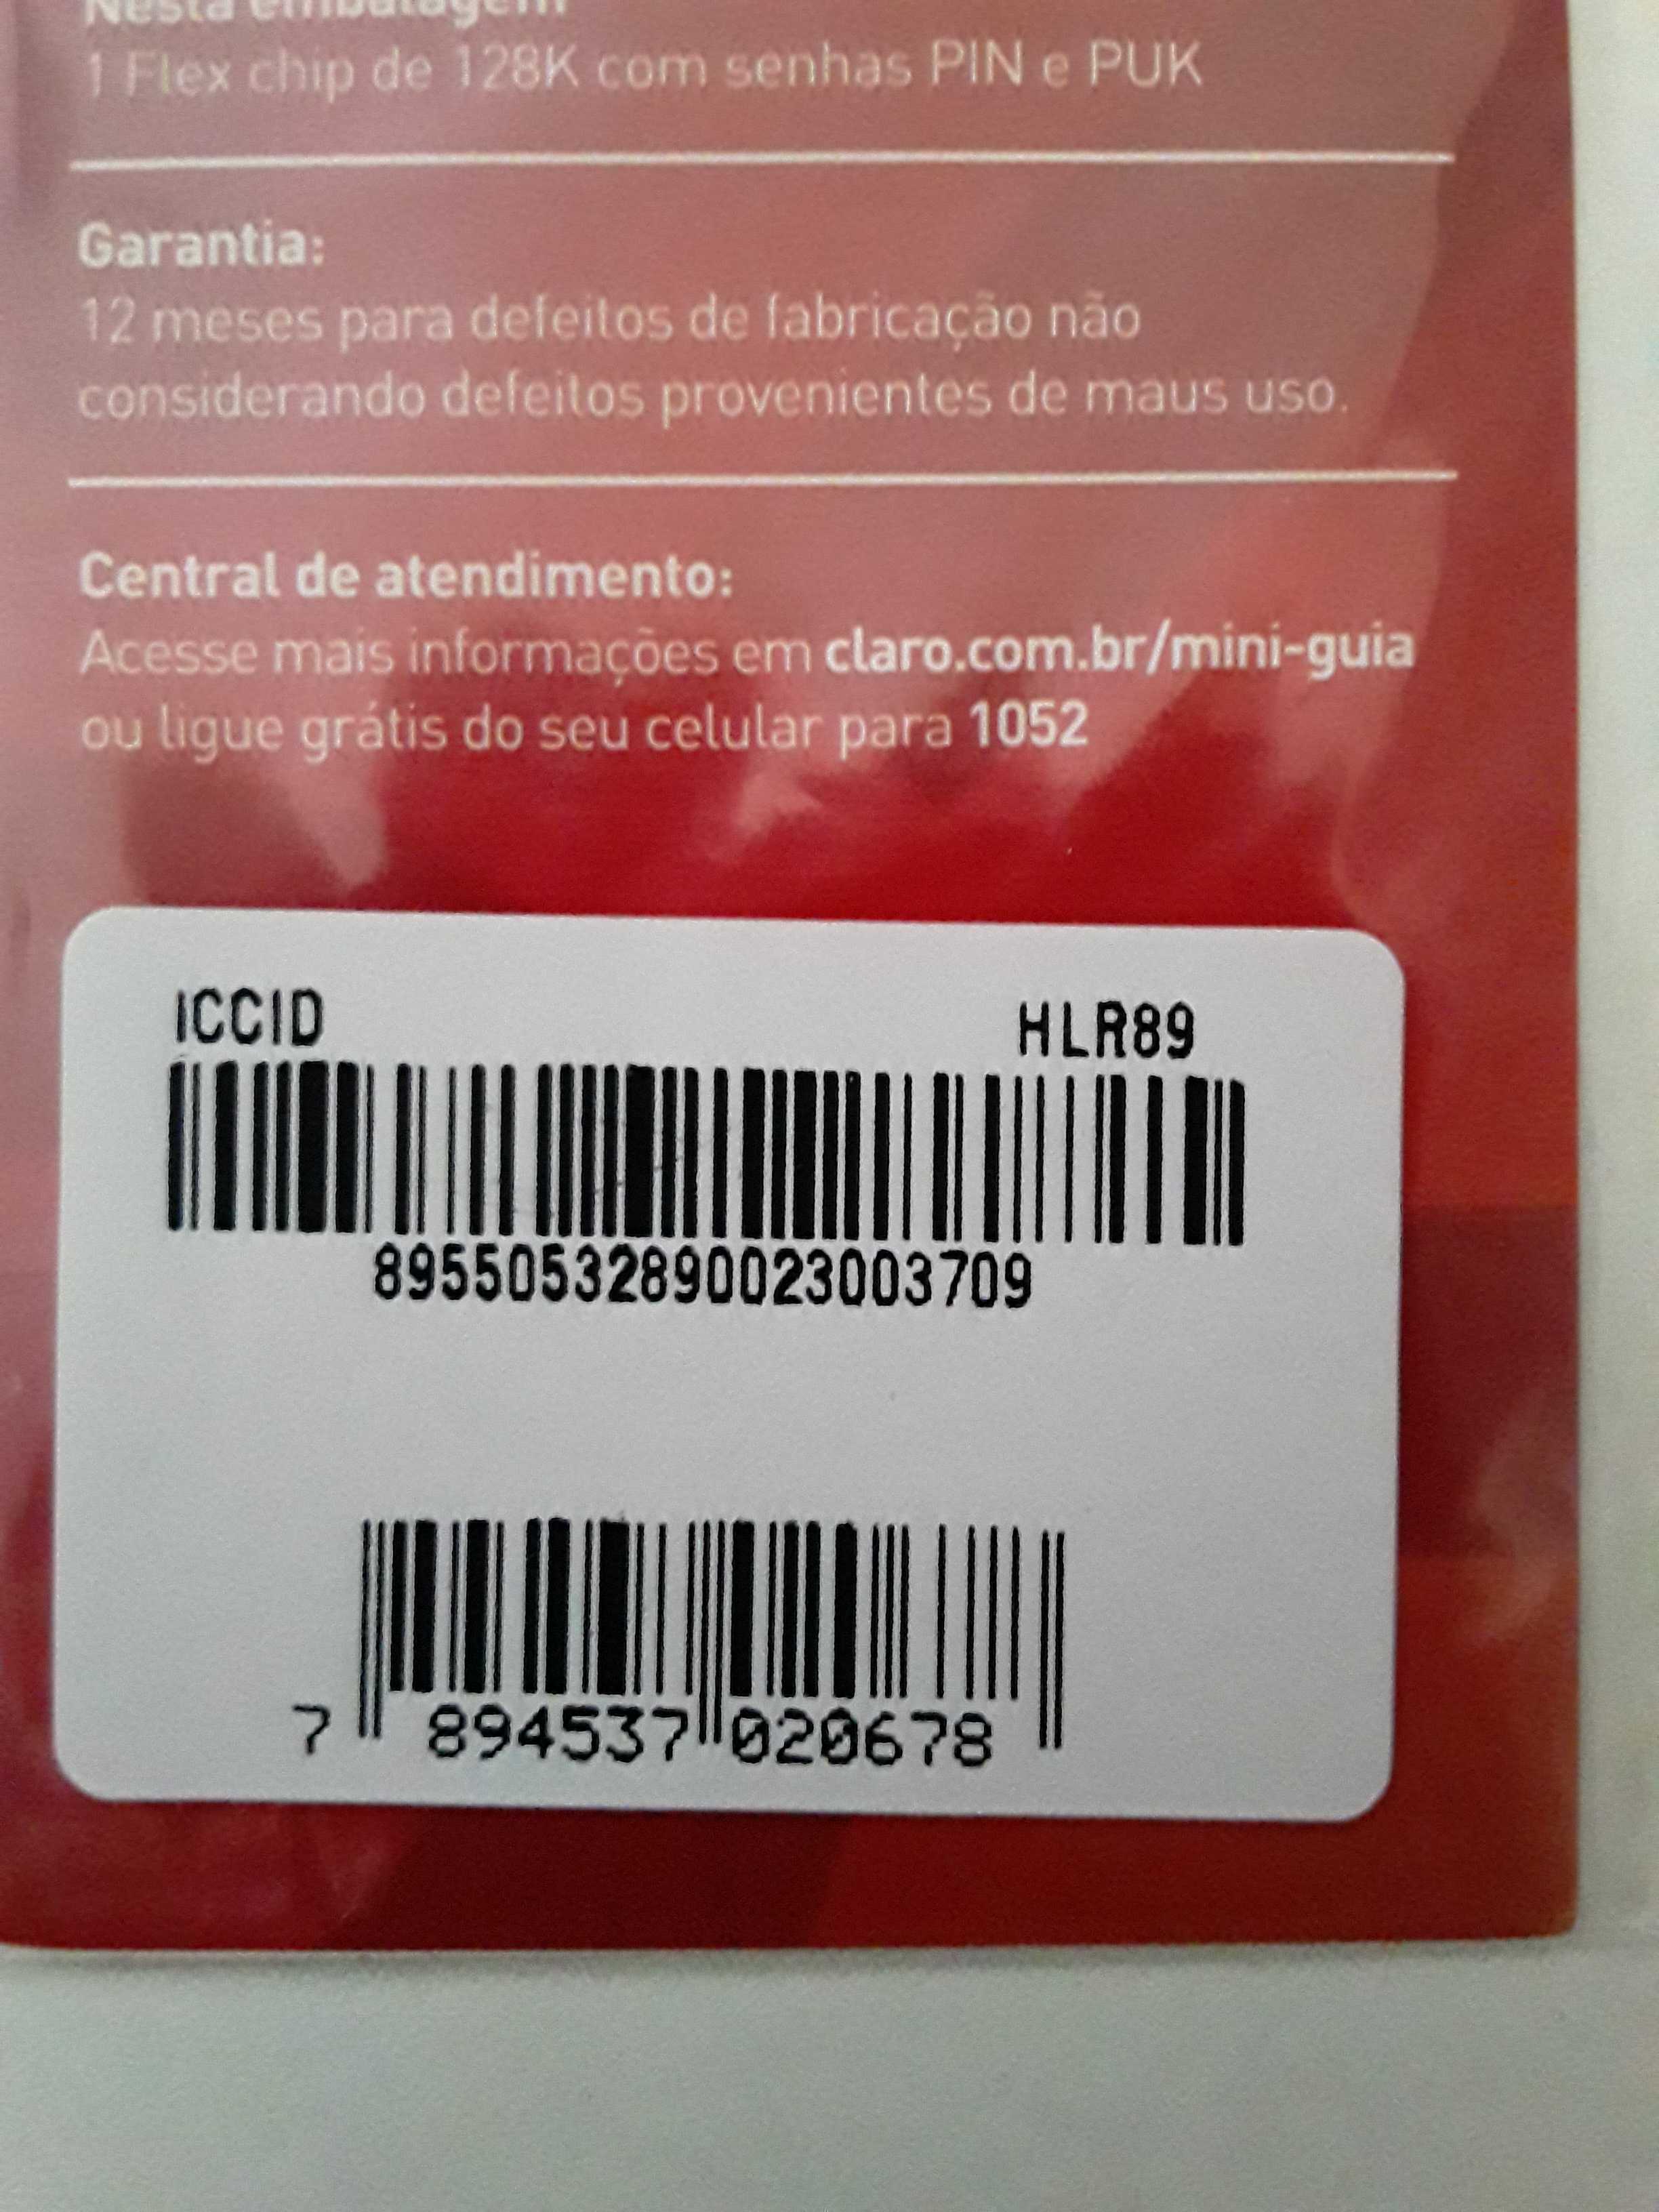 Nesta embalagem
1 Flex chip de 128K com senhas PIN e PUK
Garantia:
12 meses para defeitos de fabricação não
considerando defeitos provenientes de maus uso.
Central de atendimento:
Acesse mais informações em claro.com.br/mini-guia
ou ligue grátis do seu celular para 1052
ICCID HLR89
89550532890023003709
7 894537 020678